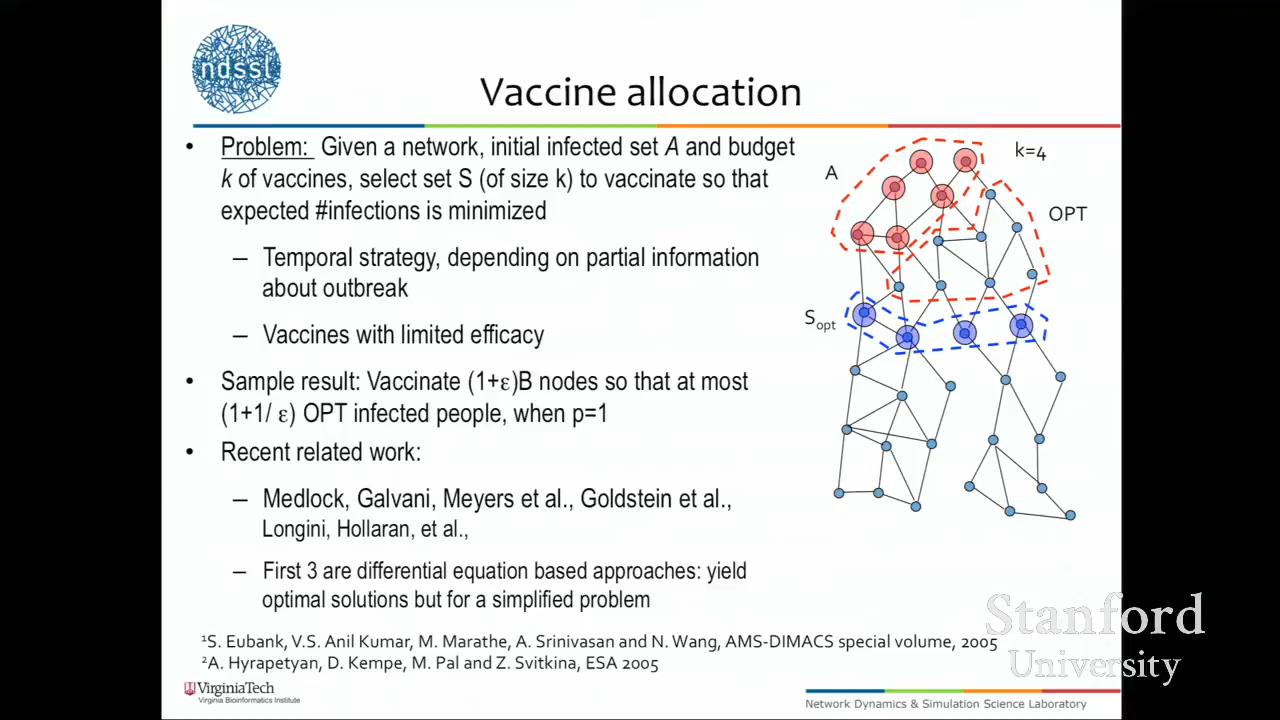 ndssl
Vaccine allocation
• Problem: Given a network, initial infected set A and budget
k of vaccines, select set S (of size k) to vaccinate so that
expected #infections is minimized
– Temporal strategy, depending on partial information
about outbreak
– Vaccines with limited efficacy
• Sample result: Vaccinate (1+ε)B nodes so that at most
(1+1/ ε) OPT infected people, when p=1
• Recent related work:
– Medlock, Galvani, Meyers et al., Goldstein et al.,
Longini, Hollaran, et al.,
– First 3 are differential equation based approaches: yield
optimal solutions but for a simplified problem
A
k=4
OPT
Sopt
¹S. Eubank, V.S. Anil Kumar, M. Marathe, A. Srinivasan and N. Wang, AMS-DIMACS special volume, 2005
²A. Hyrapetyan, D. Kempe, M. Pal and Z. Svitkina, ESA 2005
Stanford
University
VirginiaTech
Virginia Bioinformatics Institute
Network Dynamics & Simulation Science Laboratory